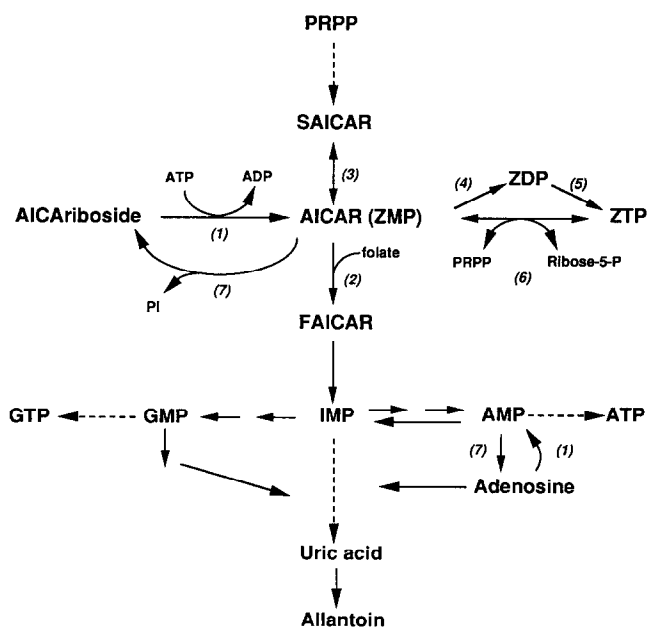 PRPP
SAICAR
ATP ADP (3) (4) ZDP (5)
AICAriboside AICAR (ZMP) ZTP
(1)
folate PRPP Ribose-5-P
(7) (2) (6)
PI
FAICAR
GTP GMP IMP AMP ATP
(7) (1)
Adenosine
Uric acid
Allantoin